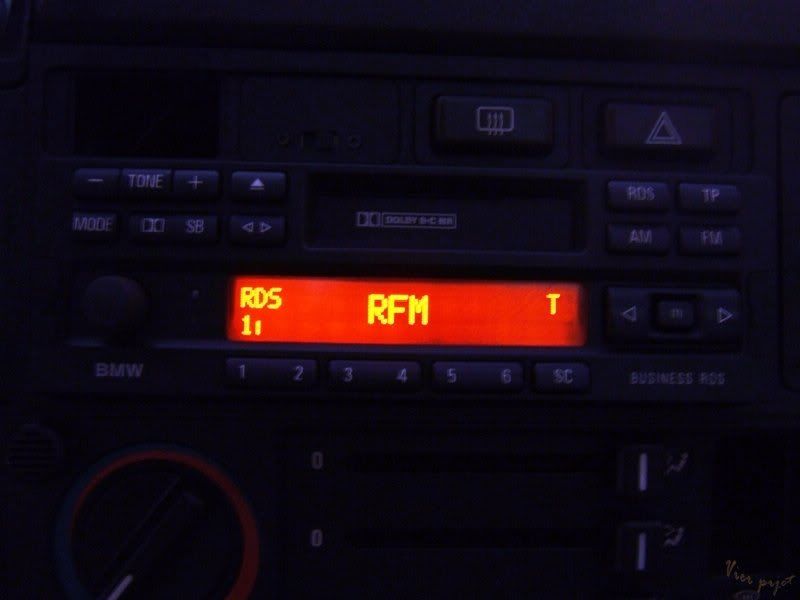 − TONE +
RDS TP
MODE SB
DOLBY B-C NR
AM FM
RDS RFM T
1
m
BMW
1 2 3 4 5 6 SC
BUSINESS RDS
0
0